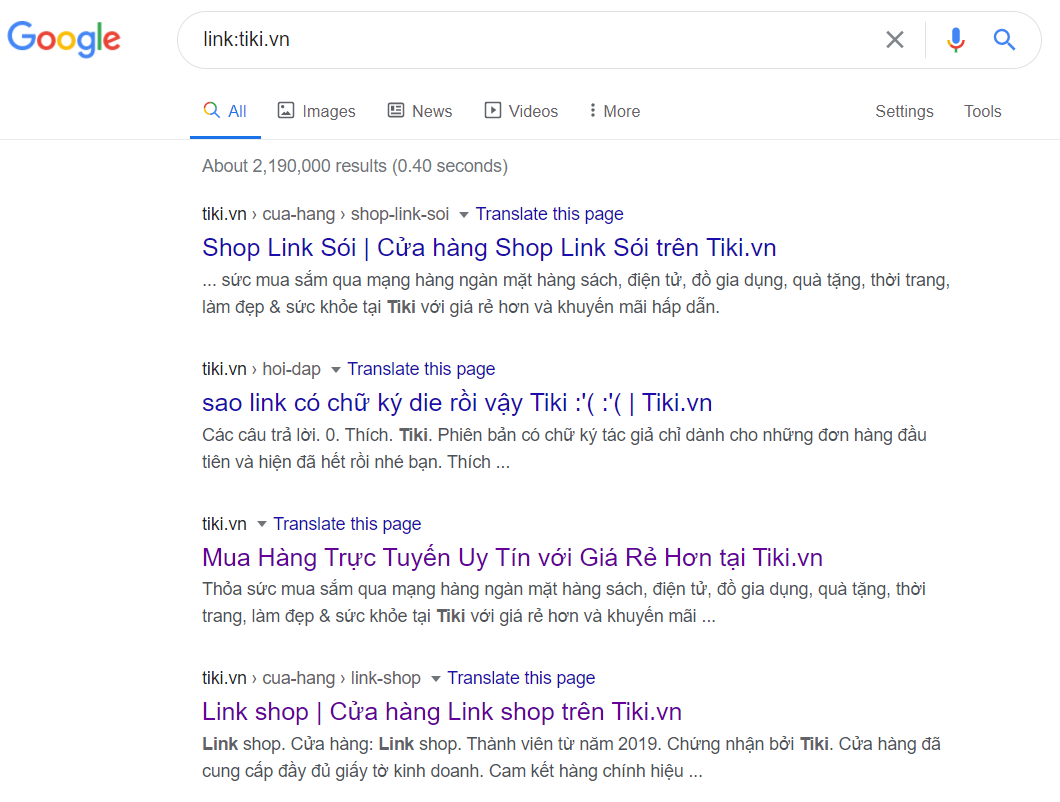 Google
link:tiki.vn
All Images News Videos More Settings Tools
About 2,190,000 results (0.40 seconds)
tiki.vn › cua-hang › shop-link-soi Translate this page
Shop Link Sói | Cửa hàng Shop Link Sói trên Tiki.vn
... sức mua sắm qua mạng hàng ngàn mặt hàng sách, điện tử, đồ gia dụng, quà tặng, thời trang,
làm đẹp & sức khỏe tại Tiki với giá rẻ hơn và khuyến mãi hấp dẫn.
tiki.vn › hoi-dap Translate this page
sao link có chữ ký die rồi vậy Tiki :'( :'( | Tiki.vn
Các câu trả lời. 0. Thích. Tiki. Phiên bản có chữ ký tác giả chỉ dành cho những đơn hàng đầu
tiên và hiện đã hết rồi nhé bạn. Thích ...
tiki.vn Translate this page
Mua Hàng Trực Tuyến Uy Tín với Giá Rẻ Hơn tại Tiki.vn
Thỏa sức mua sắm qua mạng hàng ngàn mặt hàng sách, điện tử, đồ gia dụng, quà tặng, thời
trang, làm đẹp & sức khỏe tại Tiki với giá rẻ hơn và khuyến mãi ...
tiki.vn › cua-hang › link-shop Translate this page
Link shop | Cửa hàng Link shop trên Tiki.vn
Link shop. Cửa hàng: Link shop. Thành viên từ năm 2019. Chứng nhận bởi Tiki. Cửa hàng đã
cung cấp đầy đủ giấy tờ kinh doanh. Cam kết hàng chính hiệu ...